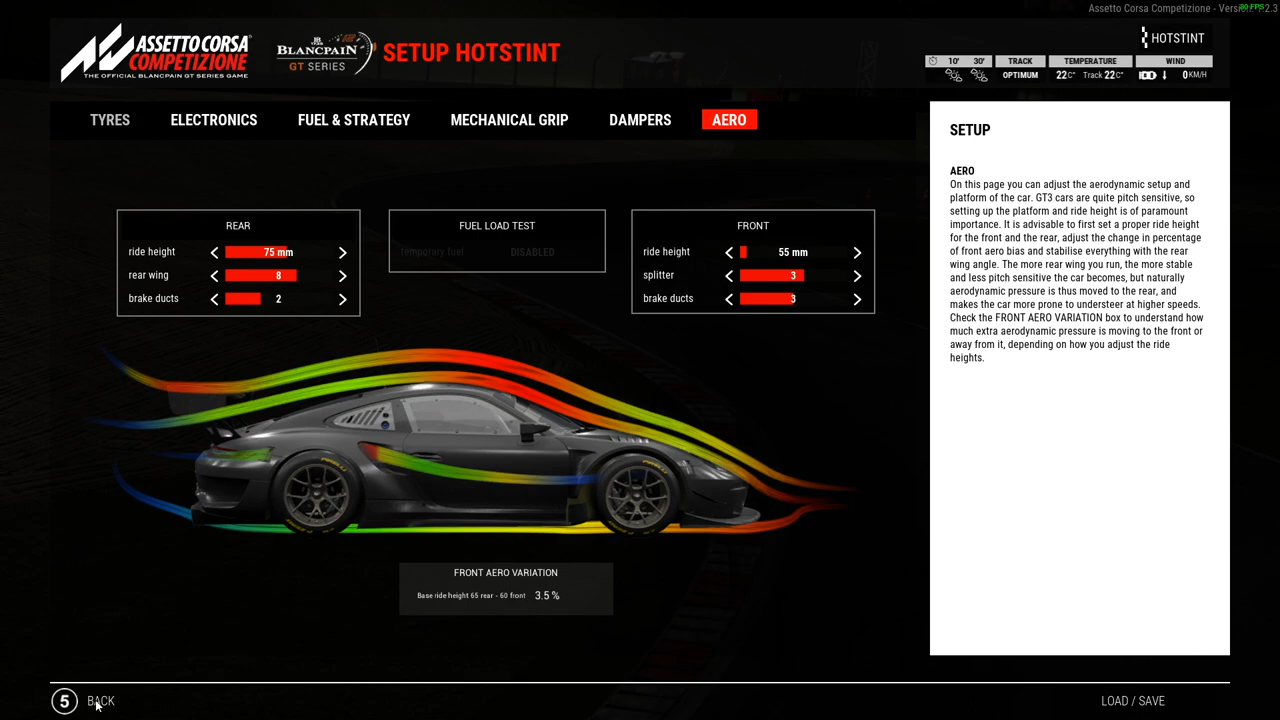 Assetto Corsa Competizione - Version
ASSETTO CORSA
COMPETIZIONE
THE OFFICIAL BLANCPAIN GT SERIES GAME
BLANCPAIN
GT SERIES
SETUP HOTSTINT
HOTSTINT
10' 30' TRACK TEMPERATURE WIND
OPTIMUM 22C° Track 22C° 0KM/H
TYRES ELECTRONICS FUEL & STRATEGY MECHANICAL GRIP DAMPERS AERO
REAR
ride height 75 mm
rear wing 8
brake ducts 2
FUEL LOAD TEST
Temporary fuel DISABLED
FRONT
ride height 55 mm
splitter 3
brake ducts 3
PIRELLI
PIRELLI
FRONT AERO VARIATION
Base ride height 65 rear - 60 front 3.5 %
SETUP
AERO
On this page you can adjust the aerodynamic setup and
platform of the car. GT3 cars are quite pitch sensitive, so
setting up the platform and ride height is of paramount
importance. It is advisable to first set a proper ride height
for the front and the rear, adjust the change in percentage
of front aero bias and stabilise everything with the rear
wing angle. The more rear wing you run, the more stable
and less pitch sensitive the car becomes, but naturally
aerodynamic pressure is thus moved to the rear, and
makes the car more prone to understeer at higher speeds.
Check the FRONT AERO VARIATION box to understand how
much extra aerodynamic pressure is moving to the front or
away from it, depending on how you adjust the ride
heights.
5 BACK
LOAD / SAVE